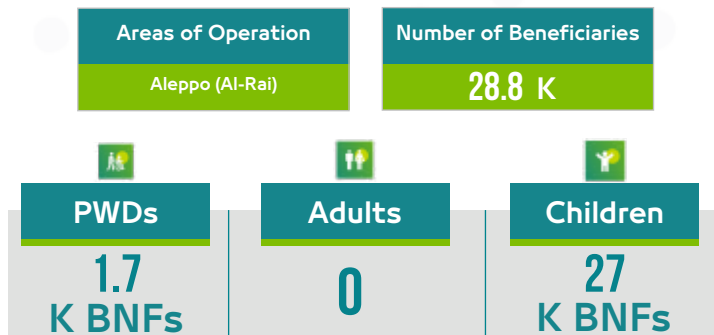 Areas of Operation
Aleppo (Al-Rai)
Number of Beneficiaries
28.8 K
PWDs
1.7
K BNFs
Adults
0
Children
27
K BNFs